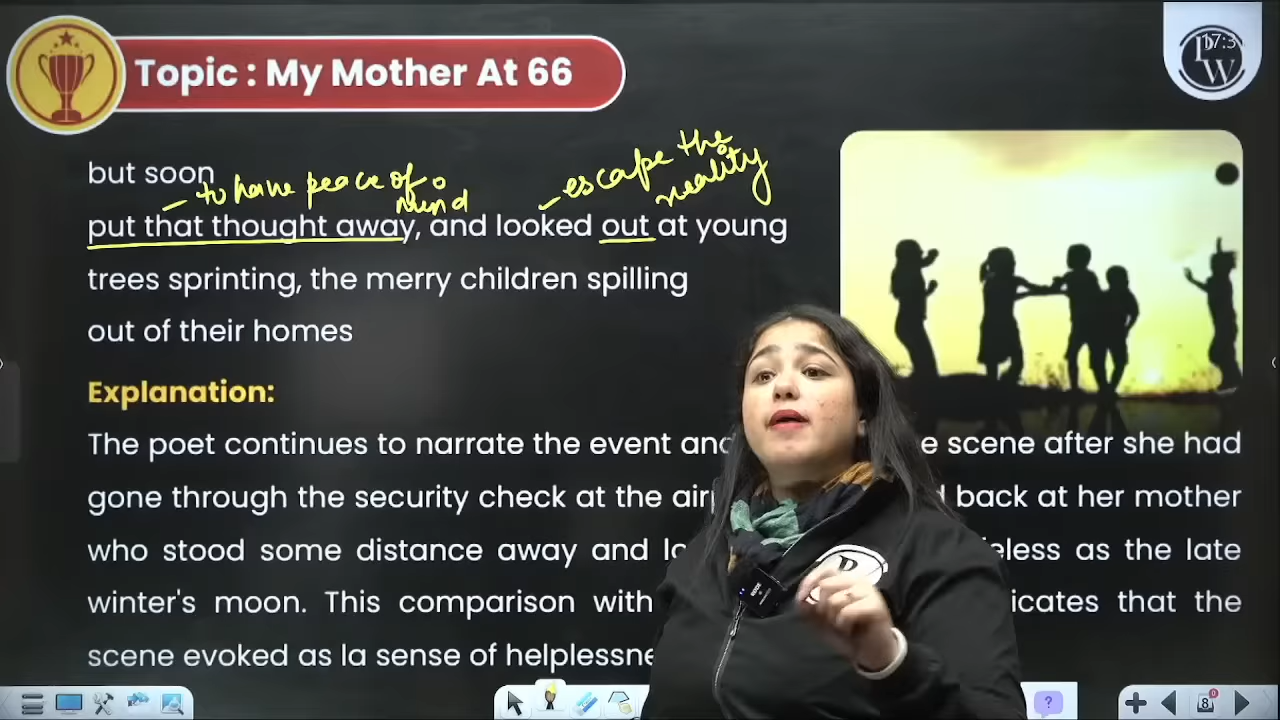 Topic : My Mother At 66
17:3
PW
but soon
- to have peace of mind
- escape the reality
put that thought away, and looked out at young
trees sprinting, the merry children spilling
out of their homes
Explanation:
The poet continues to narrate the event and e scene after she had
gone through the security check at the air back at her mother
who stood some distance away and lo eless as the late
winter's moon. This comparison with icates that the
scene evoked as la sense of helplessne
8